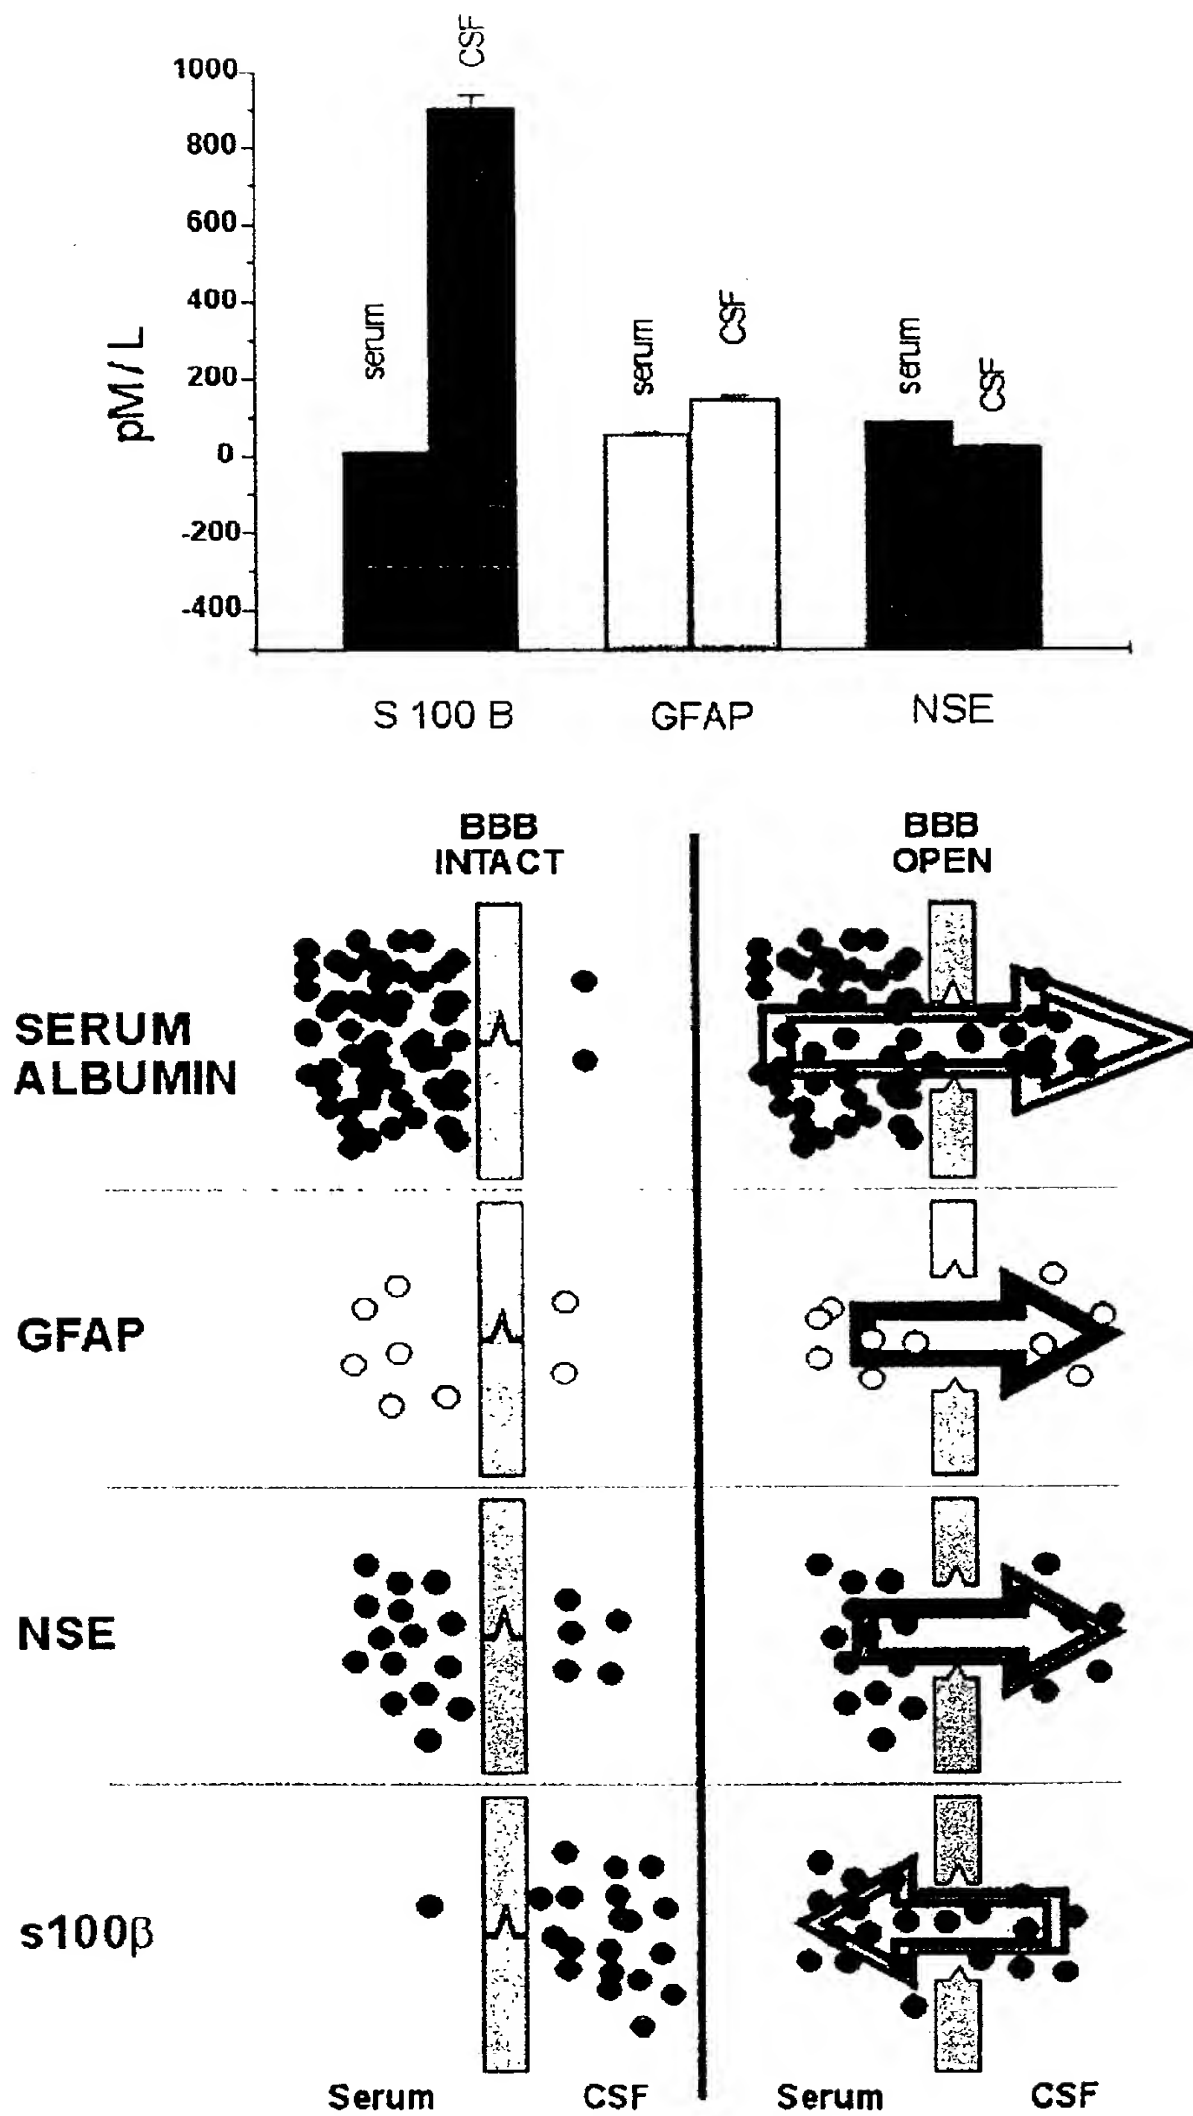 CSF
1000
800
serum
600
400
CSF
serum
serum
CSF
200
pM / L
0
-200
-400
S 100 B
GFAP
NSE
BBB
INTACT
BBB
OPEN
SERUM
ALBUMIN
GFAP
NSE
s100β
Serum
CSF
Serum
CSF